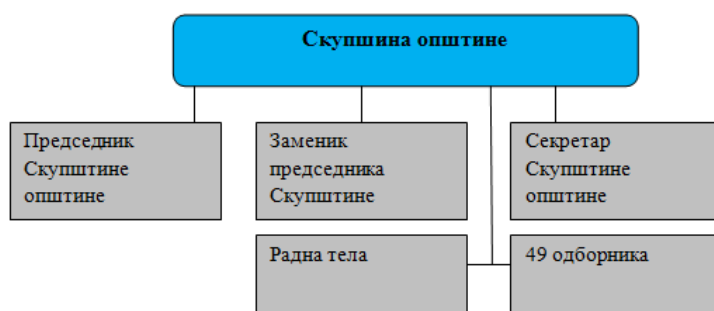 Скупшина општине
Председник
Скупштине
општине
Заменик
председника
Скупштине
Секретар
Скупштине
општине
Радна тела
49 одборника